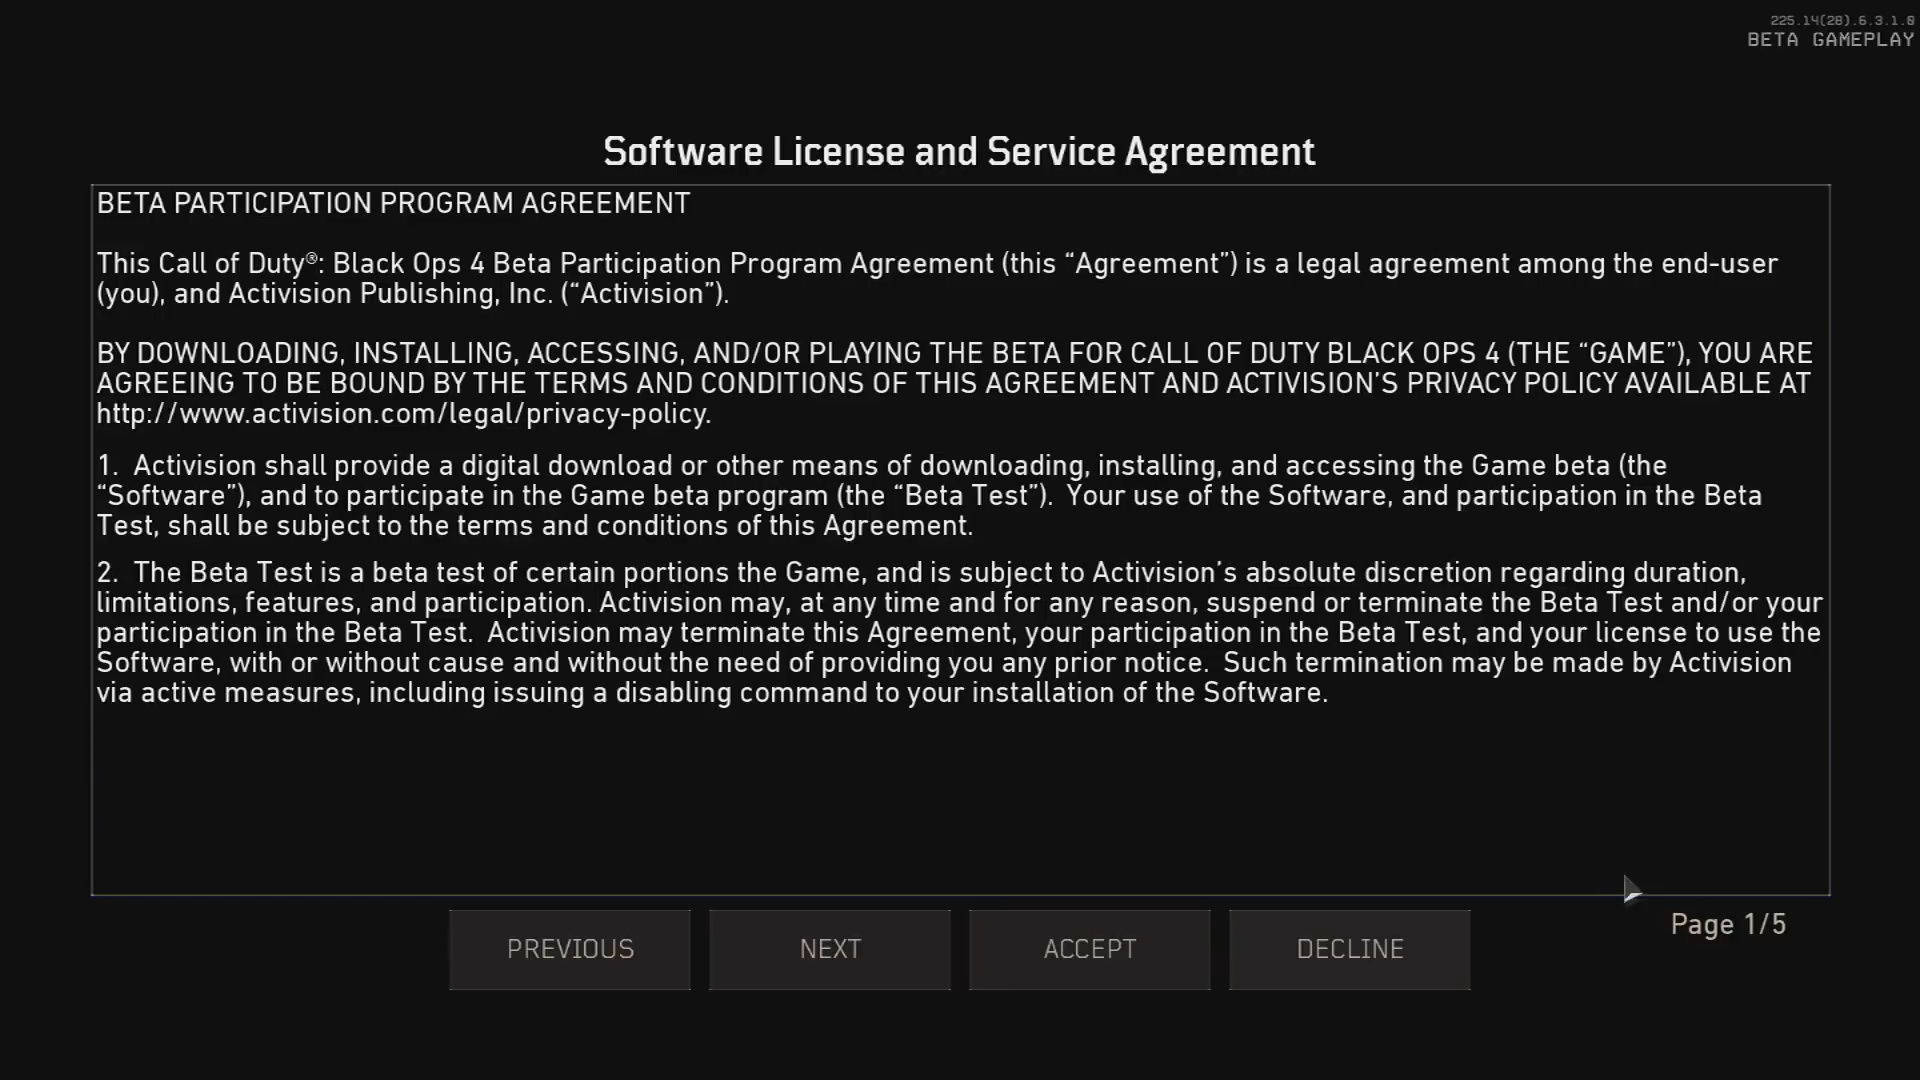 225.14(28).6.3.1.0
BETA GAMEPLAY
Software License and Service Agreement
BETA PARTICIPATION PROGRAM AGREEMENT
This Call of Duty®: Black Ops 4 Beta Participation Program Agreement (this “Agreement”) is a legal agreement among the end-user
(you), and Activision Publishing, Inc. (“Activision”).
BY DOWNLOADING, INSTALLING, ACCESSING, AND/OR PLAYING THE BETA FOR CALL OF DUTY BLACK OPS 4 (THE “GAME”), YOU ARE
AGREEING TO BE BOUND BY THE TERMS AND CONDITIONS OF THIS AGREEMENT AND ACTIVISION’S PRIVACY POLICY AVAILABLE AT
http://www.activision.com/legal/privacy-policy.
1.  Activision shall provide a digital download or other means of downloading, installing, and accessing the Game beta (the
“Software”), and to participate in the Game beta program (the “Beta Test”).  Your use of the Software, and participation in the Beta
Test, shall be subject to the terms and conditions of this Agreement.
2.  The Beta Test is a beta test of certain portions the Game, and is subject to Activision’s absolute discretion regarding duration,
limitations, features, and participation. Activision may, at any time and for any reason, suspend or terminate the Beta Test and/or your
participation in the Beta Test.  Activision may terminate this Agreement, your participation in the Beta Test, and your license to use the
Software, with or without cause and without the need of providing you any prior notice.  Such termination may be made by Activision
via active measures, including issuing a disabling command to your installation of the Software.
PREVIOUS
NEXT
ACCEPT
DECLINE
Page 1/5